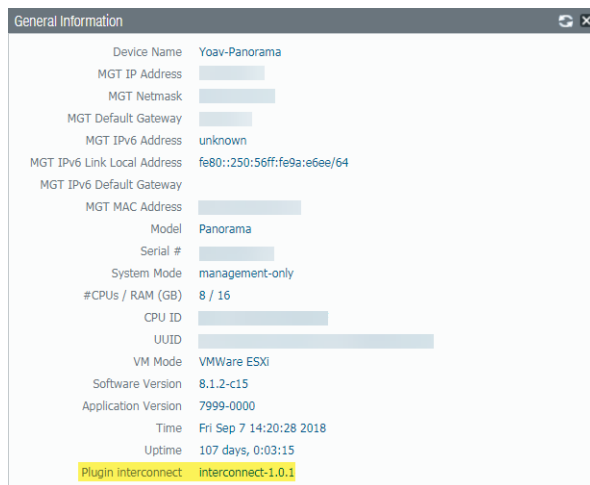 General Information
Device Name Yoav-Panorama
MGT IP Address
MGT Netmask
MGT Default Gateway
MGT IPv6 Address unknown
MGT IPv6 Link Local Address fe80::250:56ff:fe9a:e6ee/64
MGT IPv6 Default Gateway
MGT MAC Address
Model Panorama
Serial #
System Mode management-only
#CPUs / RAM (GB) 8 / 16
CPU ID
UUID
VM Mode VMWare ESXi
Software Version 8.1.2-c15
Application Version 7999-0000
Time Fri Sep 7 14:20:28 2018
Uptime 107 days, 0:03:15
Plugin interconnect interconnect-1.0.1